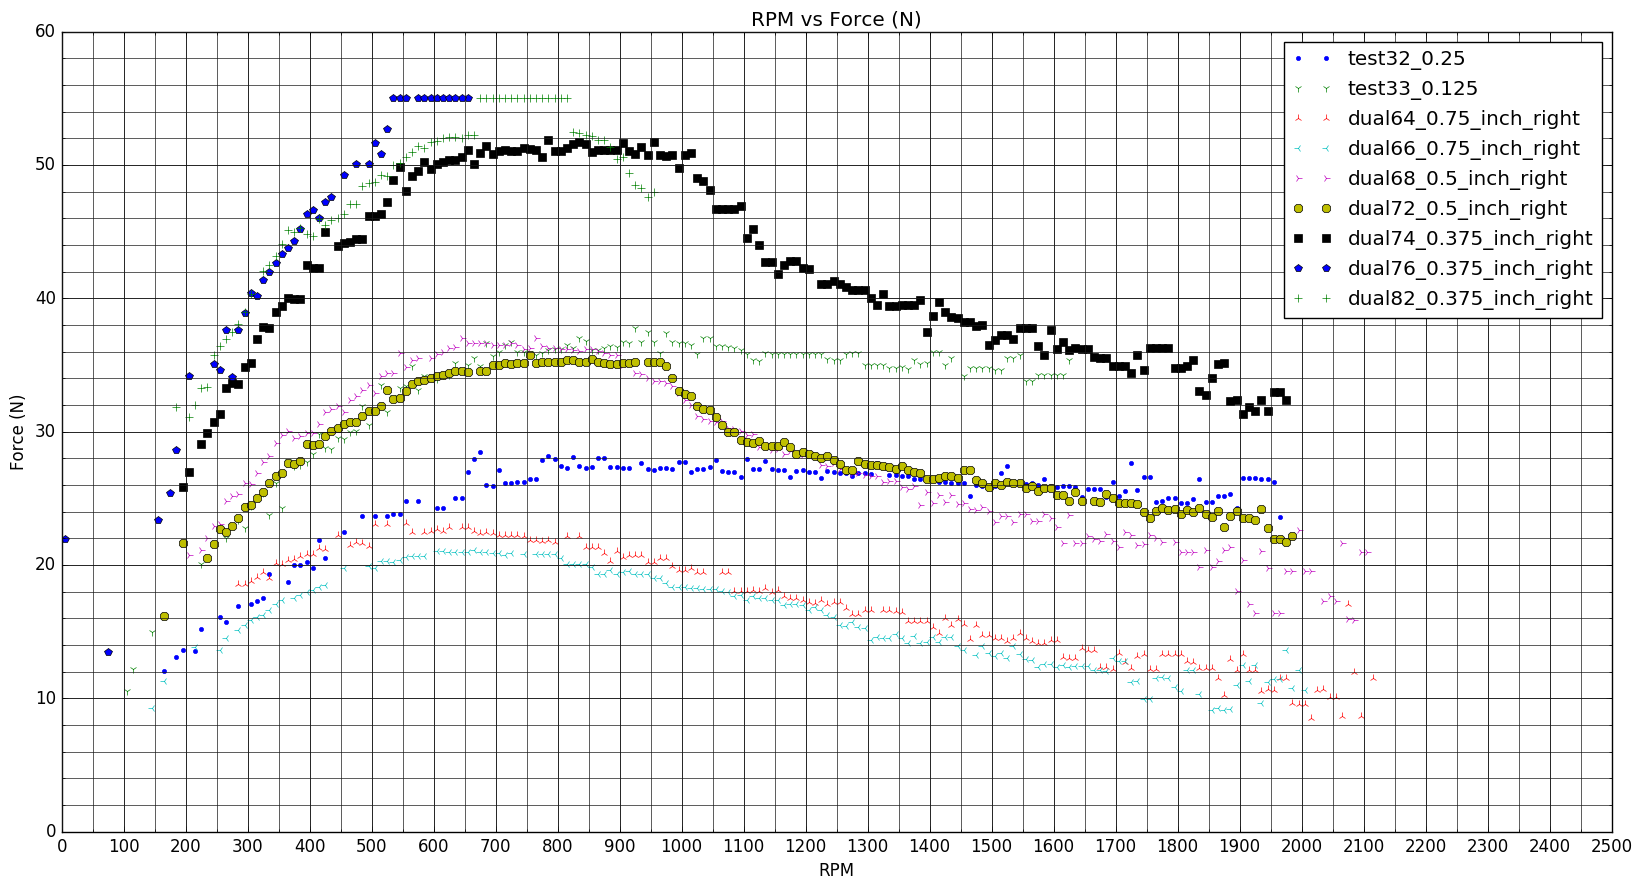 RPM vs Force (N)
60
50
40
30
20
10
0
Force (N)
test32_0.25
test33_0.125
dual64_0.75_inch_right
dual66_0.75_inch_right
dual68_0.5_inch_right
dual72_0.5_inch_right
dual74_0.375_inch_right
dual76_0.375_inch_right
dual82_0.375_inch_right
0 100 200 300 400 500 600 700 800 900 1000 1100 1200 1300 1400 1500 1600 1700 1800 1900 2000 2100 2200 2300 2400 2500
RPM